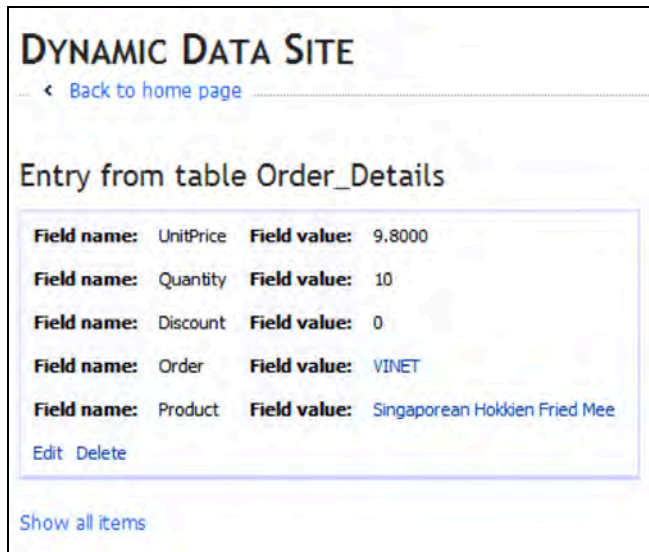 DYNAMIC DATA SITE
< Back to home page
Entry from table Order_Details
Field name: UnitPrice Field value: 9.8000
Field name: Quantity Field value: 10
Field name: Discount Field value: 0
Field name: Order Field value: VINET
Field name: Product Field value: Singaporean Hokkien Fried Mee
Edit Delete
Show all items